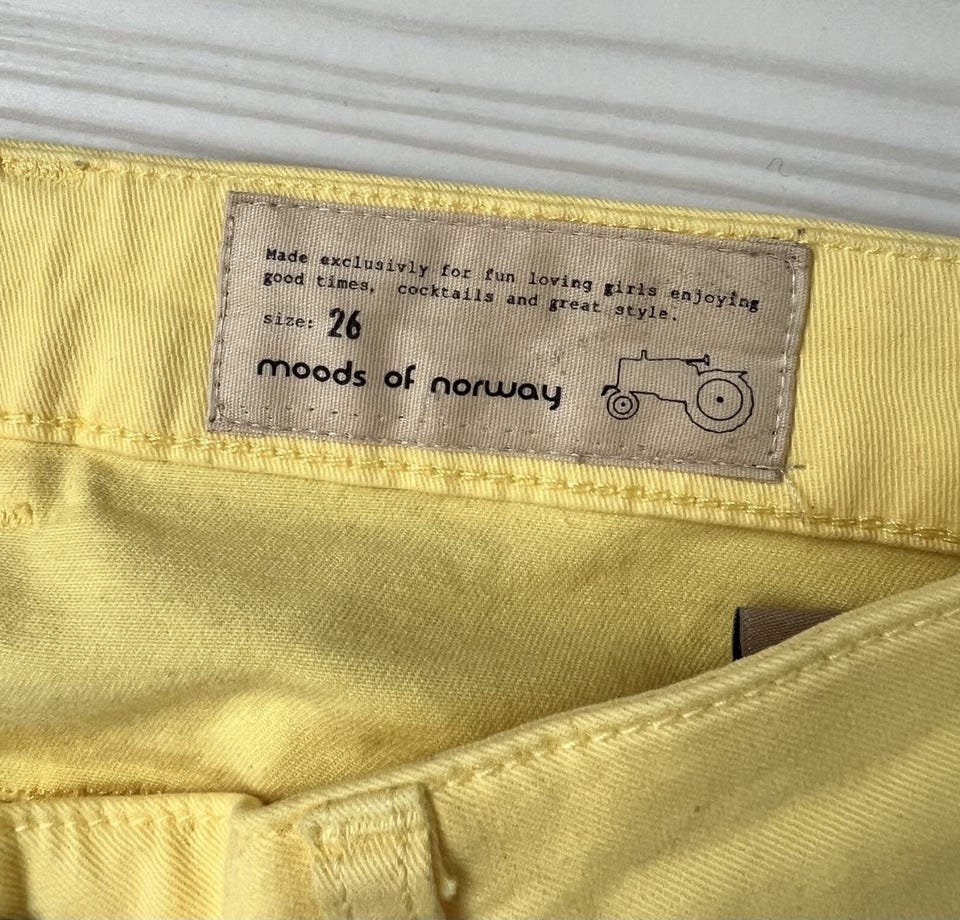 Made exclusivly for fun loving girls enjoying
good times, cocktails and great style.
size: 26
moods of norway